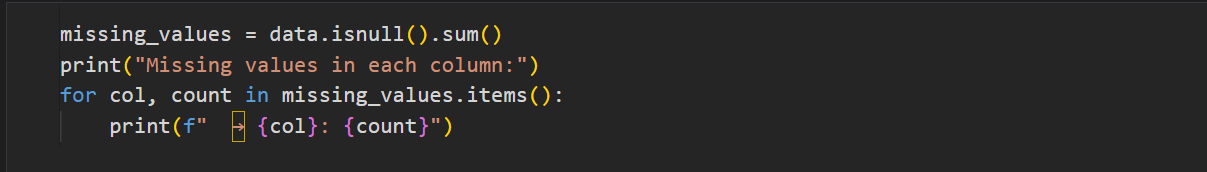 missing_values = data.isnull().sum()
print("Missing values in each column:")
for col, count in missing_values.items():
    print(f"  → {col}: {count}")